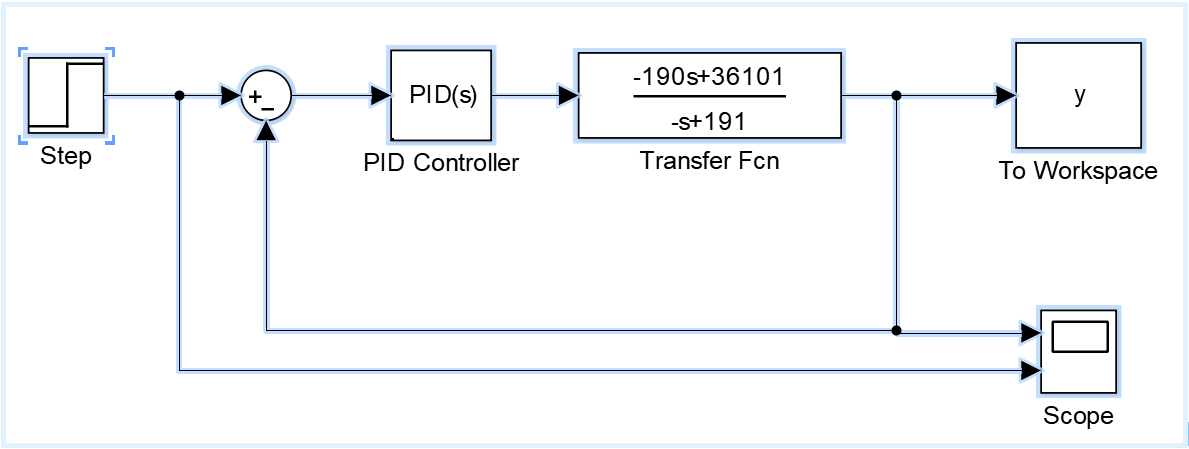 Step
+
−
PID(s)
PID Controller
-190s+36101
-s+191
Transfer Fcn
y
To Workspace
Scope